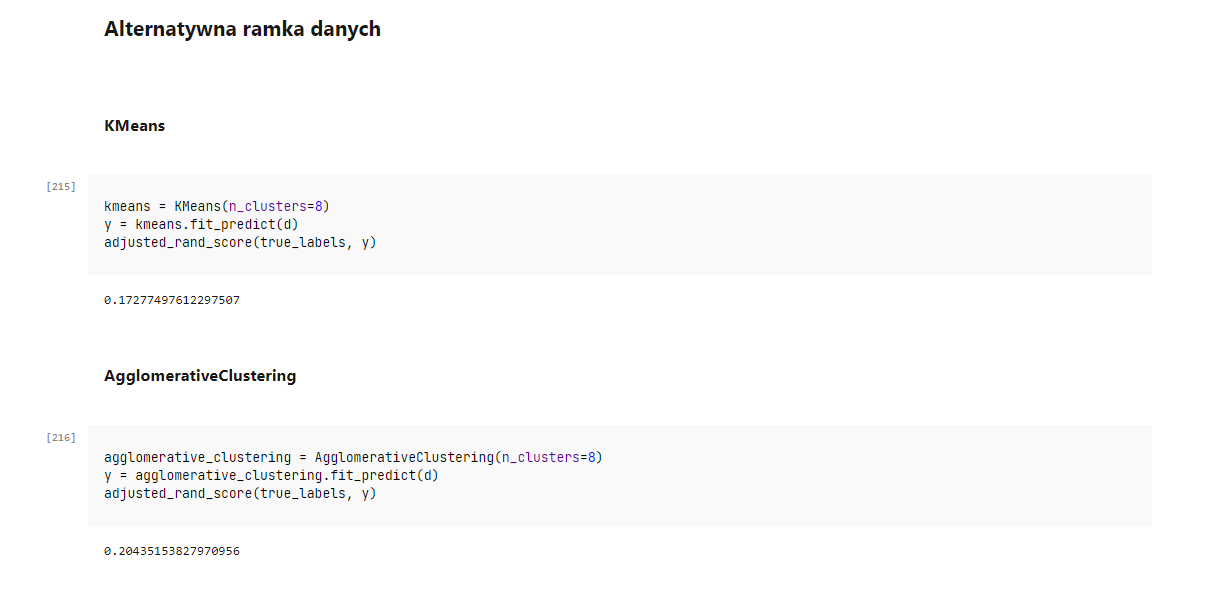 Alternatywna ramka danych
KMeans
[215]
kmeans = KMeans(n_clusters=8)
y = kmeans.fit_predict(d)
adjusted_rand_score(true_labels, y)
0.17277497612297507
AgglomerativeClustering
[216]
agglomerative_clustering = AgglomerativeClustering(n_clusters=8)
y = agglomerative_clustering.fit_predict(d)
adjusted_rand_score(true_labels, y)
0.20435153827970956